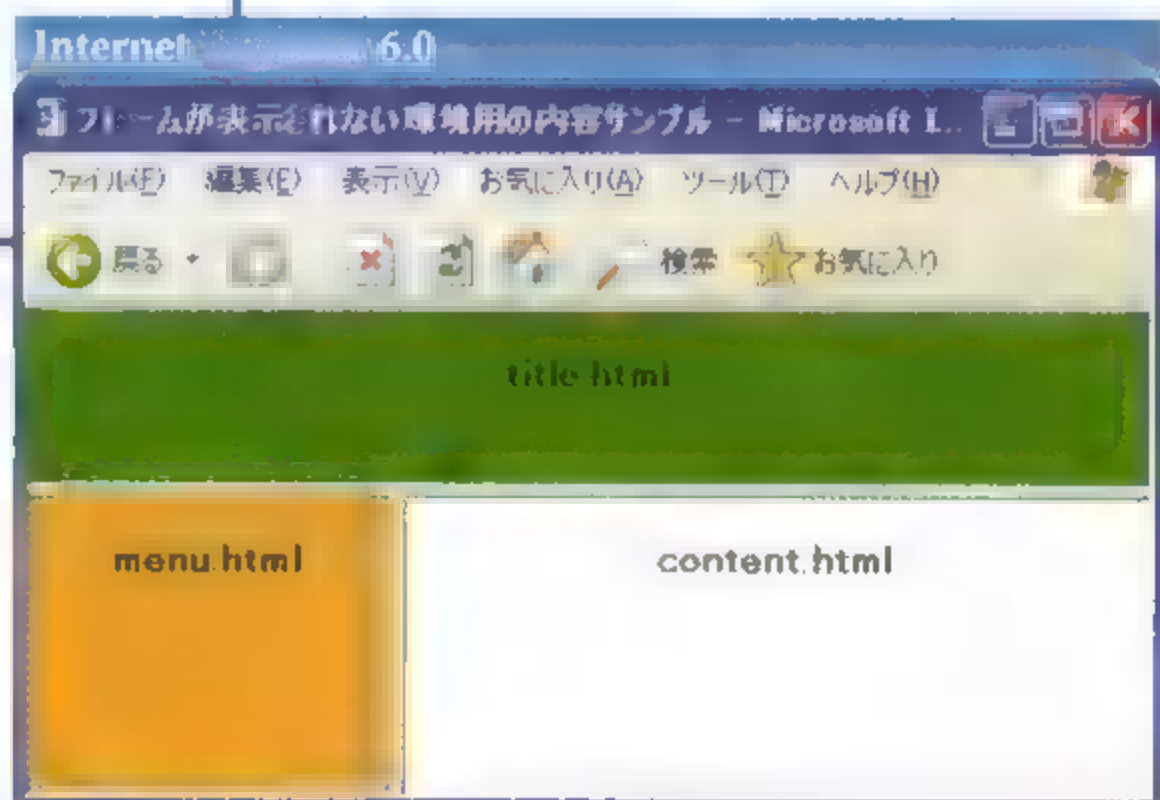 Internet 6.0
フレームが表示されない環境用の内容サンプル - Microsoft I..
ファイル(F) 編集(E) 表示(V) お気に入り(A) ツール(T) ヘルプ(H)
戻る 検索 お気に入り
title.html
menu.html content.html